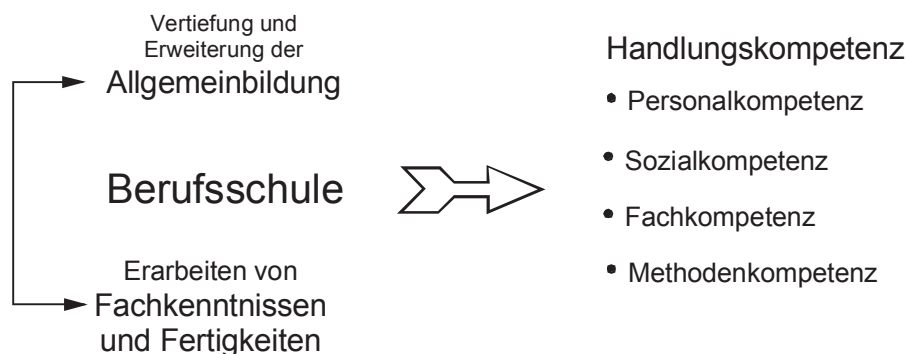 Vertiefung und
Erweiterung der
Allgemeinbildung
Berufsschule
Erarbeiten von
Fachkenntnissen
und Fertigkeiten
Handlungskompetenz
• Personalkompetenz
• Sozialkompetenz
• Fachkompetenz
• Methodenkompetenz